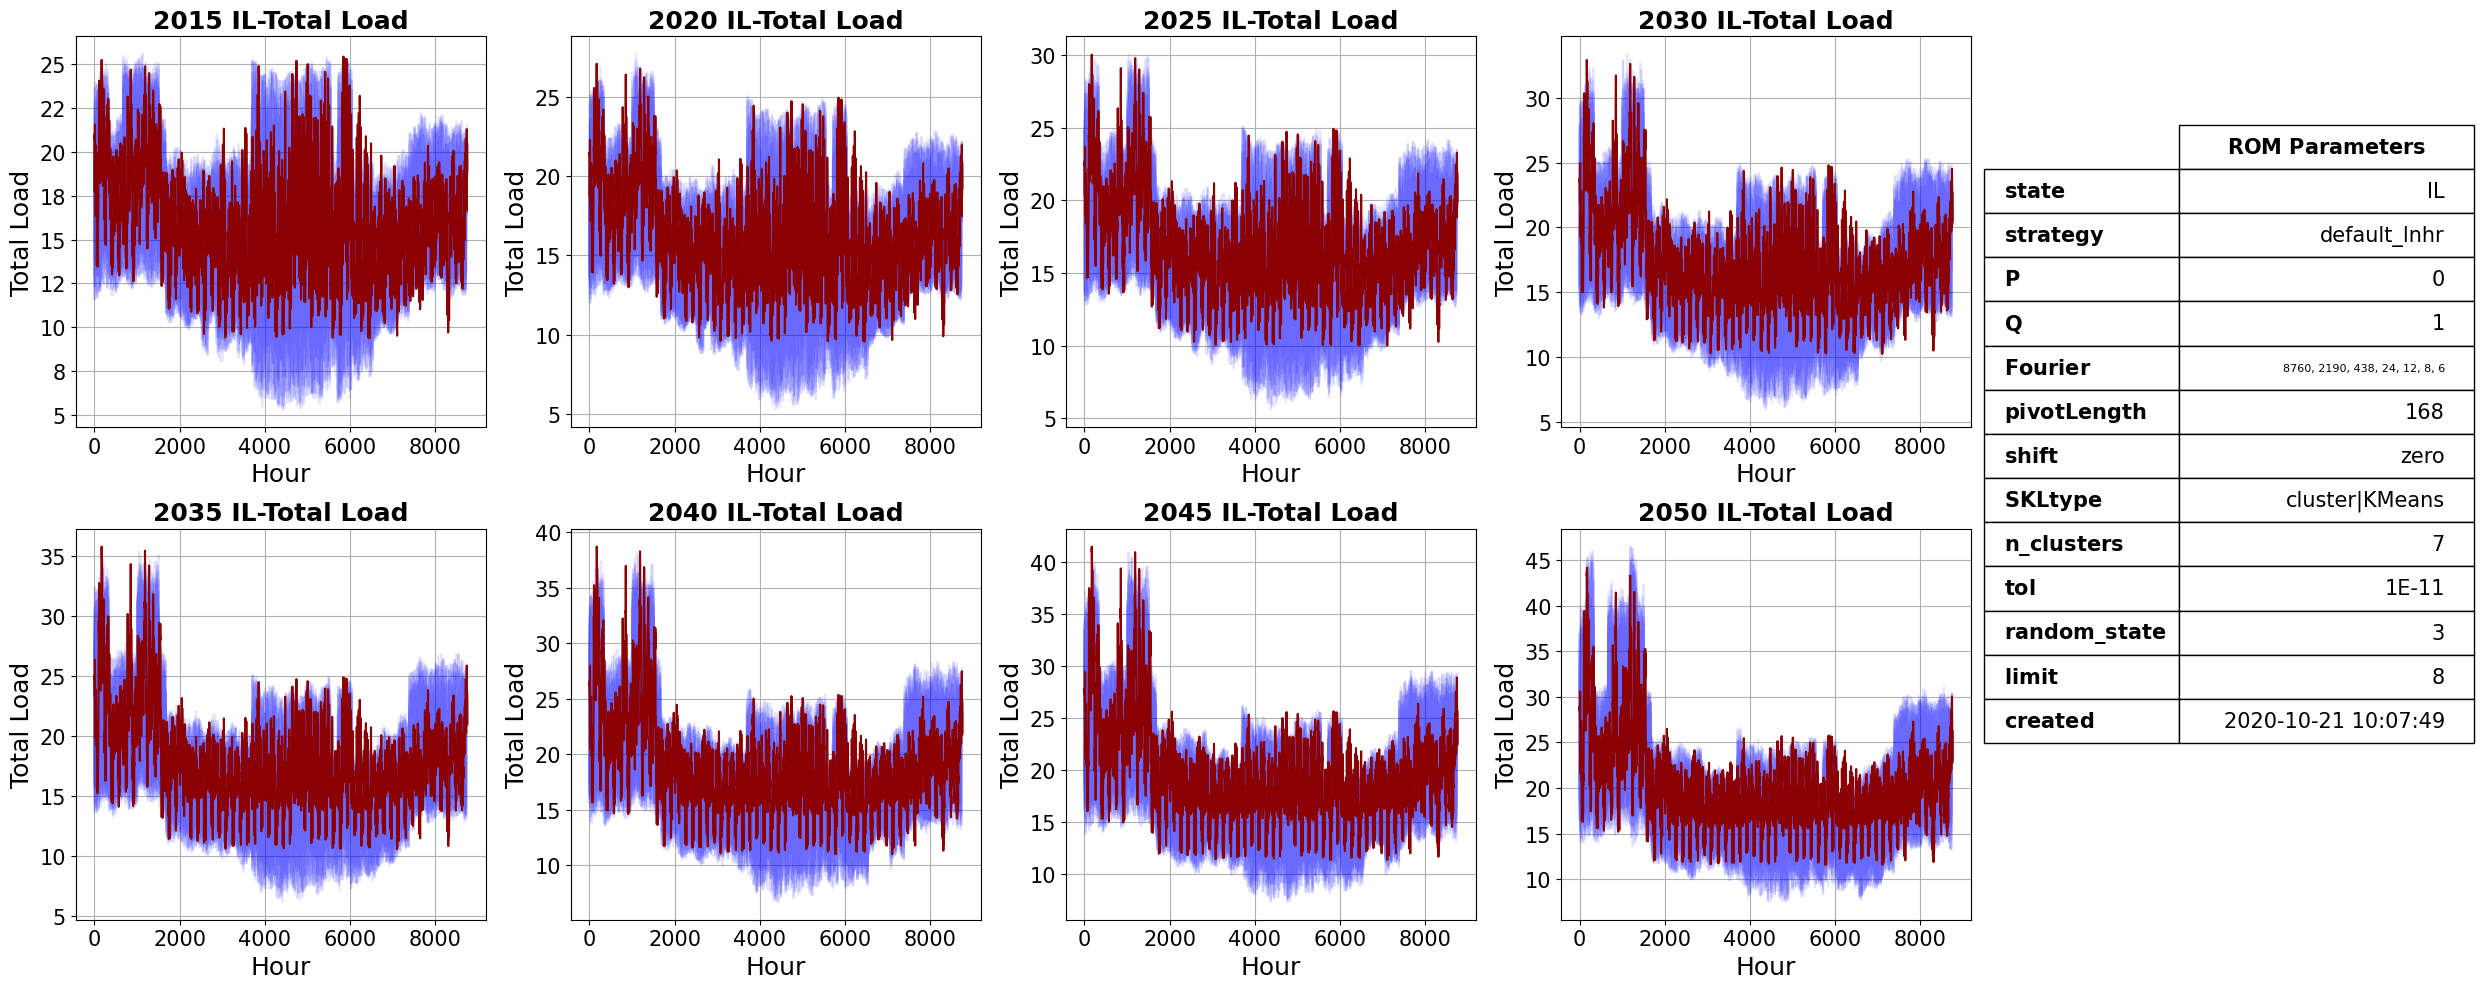 2015 IL-Total Load
25
22
20
18
15
12
10
8
5
0 2000 4000 6000 8000
Total Load
Hour
2020 IL-Total Load
25
20
15
10
5
0 2000 4000 6000 8000
Total Load
Hour
2025 IL-Total Load
30
25
20
15
10
5
0 2000 4000 6000 8000
Total Load
Hour
2030 IL-Total Load
30
25
20
15
10
5
0 2000 4000 6000 8000
Total Load
Hour
2035 IL-Total Load
35
30
25
20
15
10
5
0 2000 4000 6000 8000
Total Load
Hour
2040 IL-Total Load
40
35
30
25
20
15
10
0 2000 4000 6000 8000
Total Load
Hour
2045 IL-Total Load
40
35
30
25
20
15
10
0 2000 4000 6000 8000
Total Load
Hour
2050 IL-Total Load
45
40
35
30
25
20
15
10
0 2000 4000 6000 8000
Total Load
Hour
ROM Parameters
state IL
strategy default_lnhr
P 0
Q 1
Fourier 8760, 2190, 438, 24, 12, 8, 6
pivotLength 168
shift zero
SKLtype cluster|KMeans
n_clusters 7
tol 1E-11
random_state 3
limit 8
created 2020-10-21 10:07:49